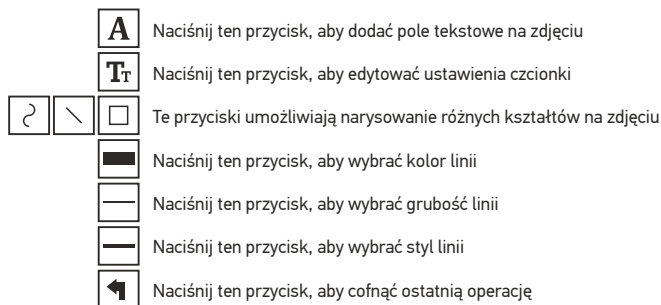 A Naciśnij ten przycisk, aby dodać pole tekstowe na zdjęciu
TT Naciśnij ten przycisk, aby edytować ustawienia czcionki
Te przyciski umożliwiają narysowanie różnych kształtów na zdjęciu
Naciśnij ten przycisk, aby wybrać kolor linii
Naciśnij ten przycisk, aby wybrać grubość linii
Naciśnij ten przycisk, aby wybrać styl linii
Naciśnij ten przycisk, aby cofnąć ostatnią operację